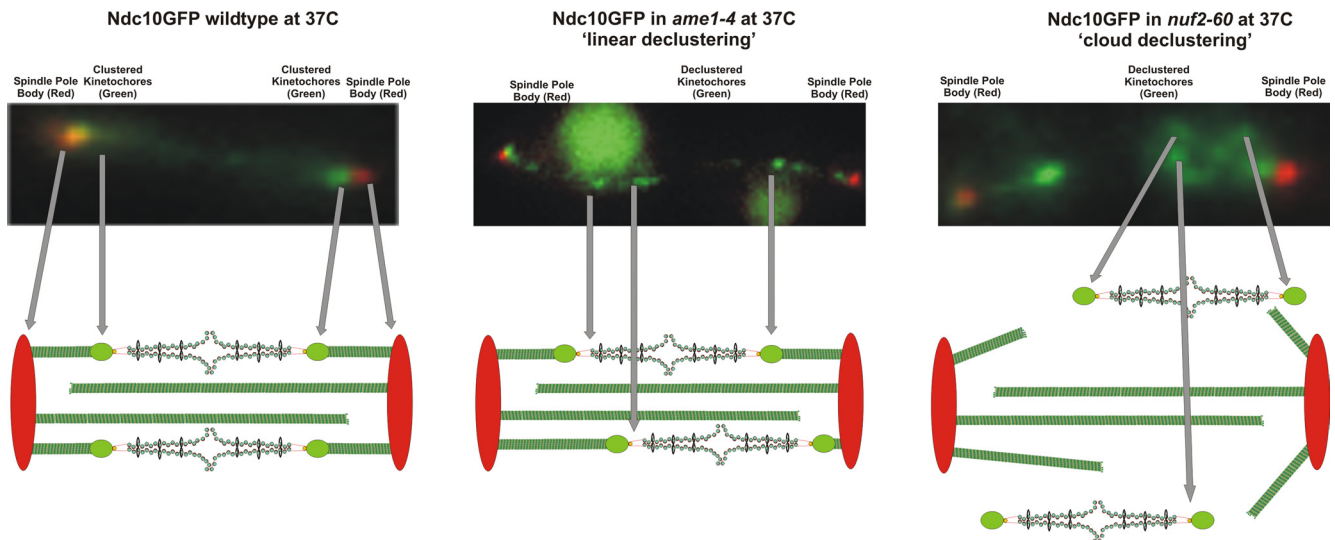 Ndc10GFP wildtype at 37C
Clustered
Kinetochores
(Green)
Clustered
Kinetochores
(Green)
Spindle Pole
Body (Red)
Spindle Pole
Body (Red)
Ndc10GFP in ame1-4 at 37C
‘linear declustering’
Spindle Pole
Body (Red)
Declustered
Kinetochores
(Green)
Spindle Pole
Body (Red)
Ndc10GFP in nuf2-60 at 37C
‘cloud declustering’
Spindle Pole
Body (Red)
Declustered
Kinetochores
(Green)
Spindle Pole
Body (Red)